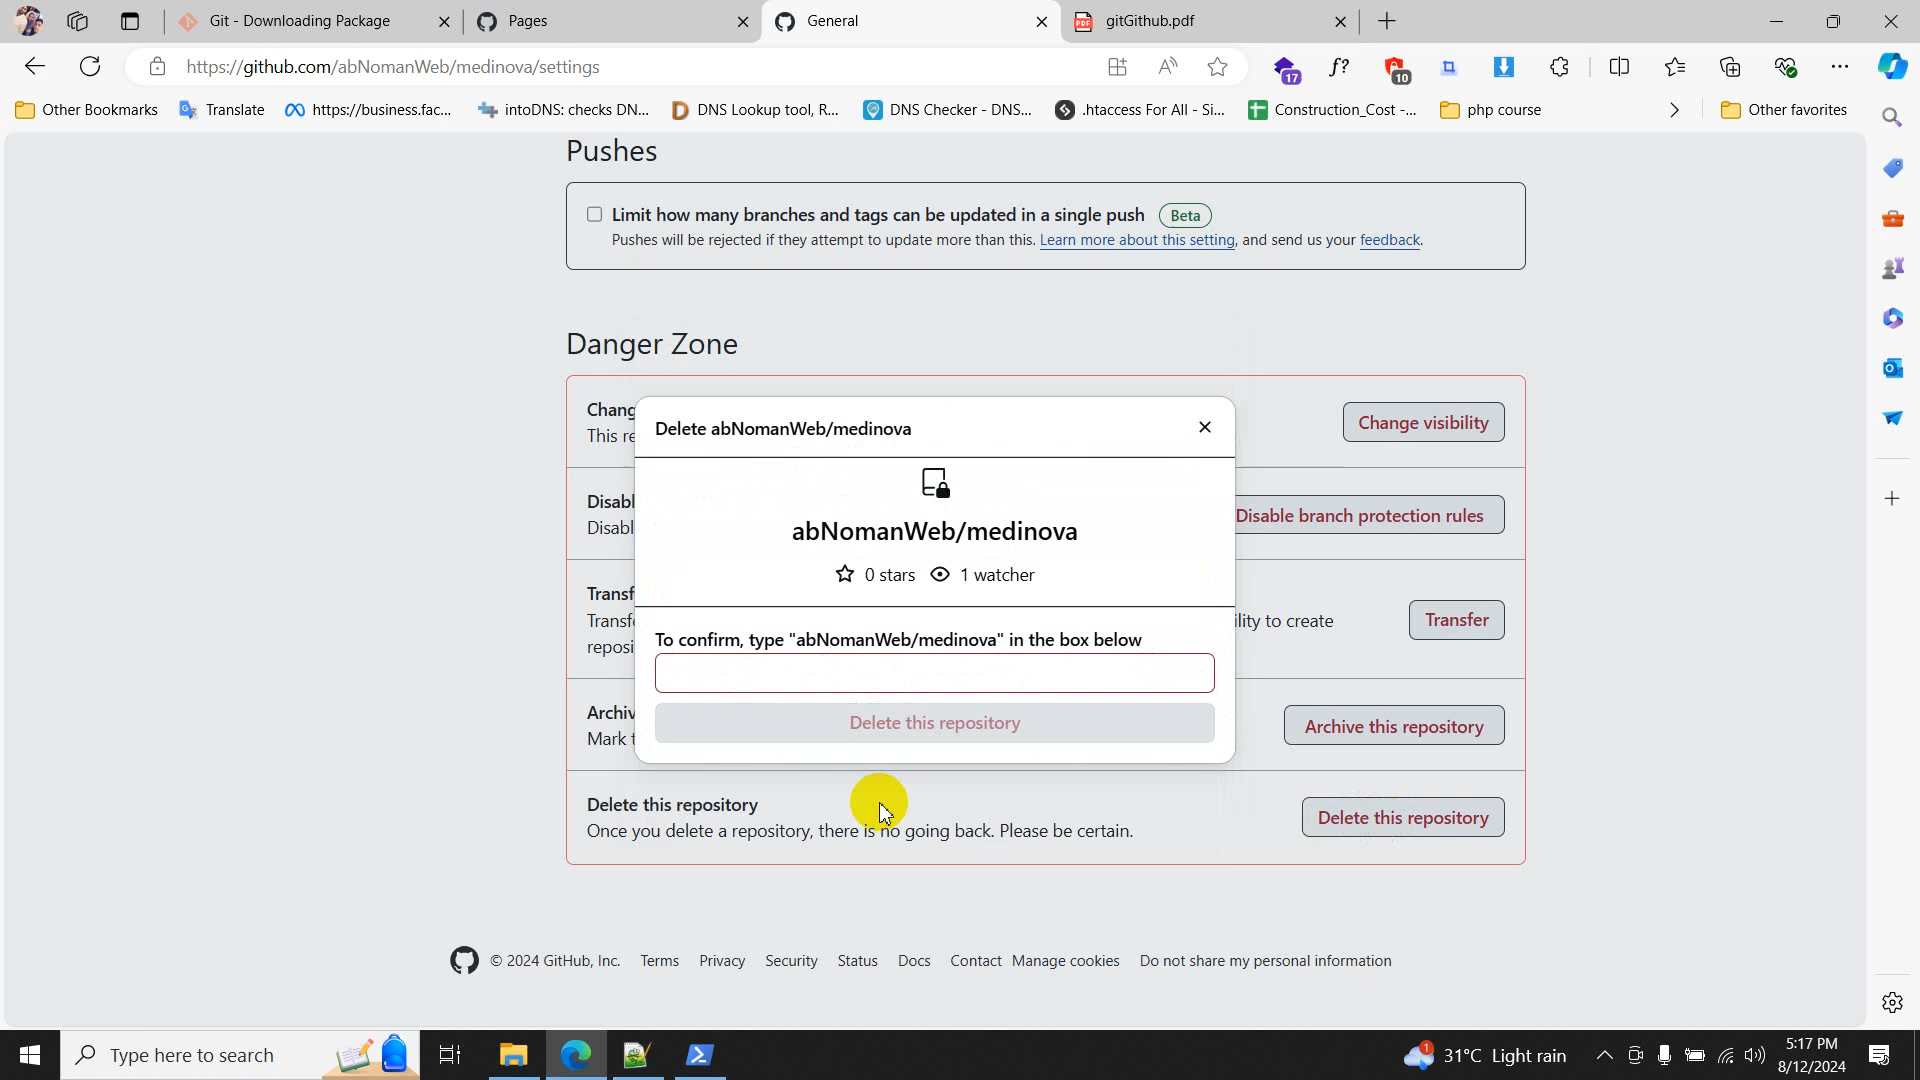 Git - Downloading Package
Pages
General
gitGithub.pdf
https://github.com/abNomanWeb/medinova/settings
17
f?
10
Other Bookmarks
Translate
https://business.fac...
intoDNS: checks DN...
DNS Lookup tool, R...
DNS Checker - DNS...
.htaccess For All - Si...
Construction_Cost -...
php course
Other favorites
Pushes
Limit how many branches and tags can be updated in a single push Beta
Pushes will be rejected if they attempt to update more than this. Learn more about this setting, and send us your feedback.
Danger Zone
Chang
This re
Change visibility
Delete abNomanWeb/medinova
abNomanWeb/medinova
0 stars 1 watcher
To confirm, type "abNomanWeb/medinova" in the box below
Delete this repository
Disabl
Disabl
Disable branch protection rules
Transf
Transfe
ility to create
reposi
Transfer
Archiv
Mark t
Archive this repository
Delete this repository
Once you delete a repository, there is no going back. Please be certain.
Delete this repository
© 2024 GitHub, Inc. Terms Privacy Security Status Docs Contact Manage cookies Do not share my personal information
Type here to search
1
31°C Light rain
5:17 PM
8/12/2024